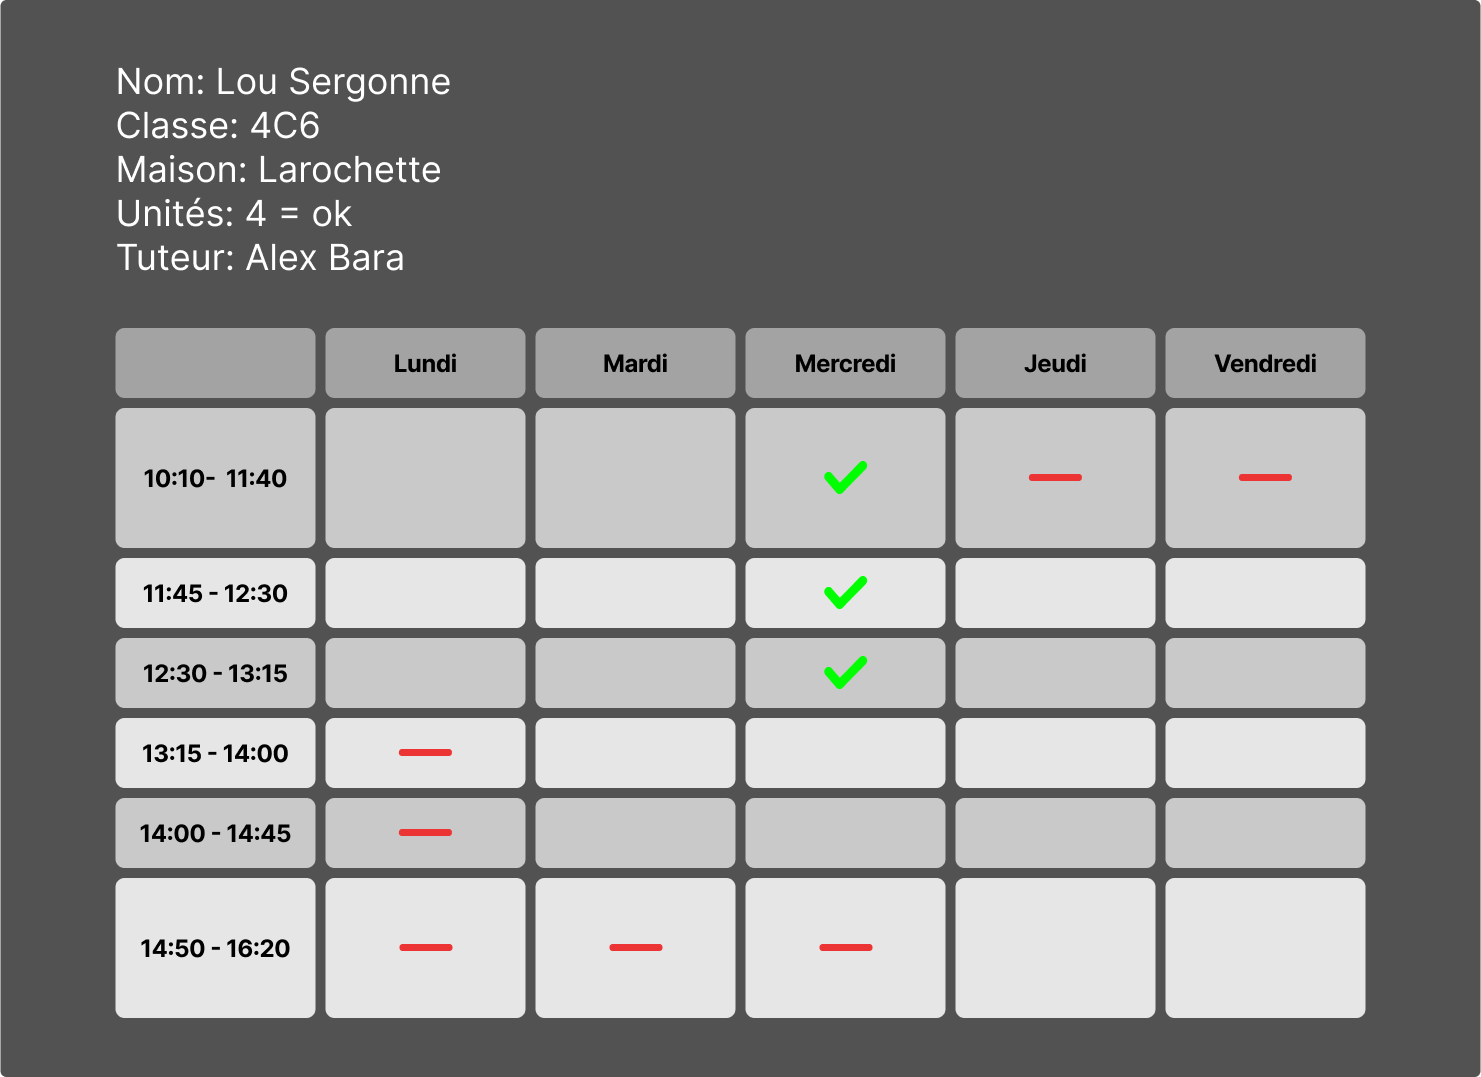 Nom: Lou Sergonne
Classe: 4C6
Maison: Larochette
Unités: 4 = ok
Tuteur: Alex Bara
Lundi Mardi Mercredi Jeudi Vendredi
10:10- 11:40
11:45 - 12:30
12:30 - 13:15
13:15 - 14:00
14:00 - 14:45
14:50 - 16:20